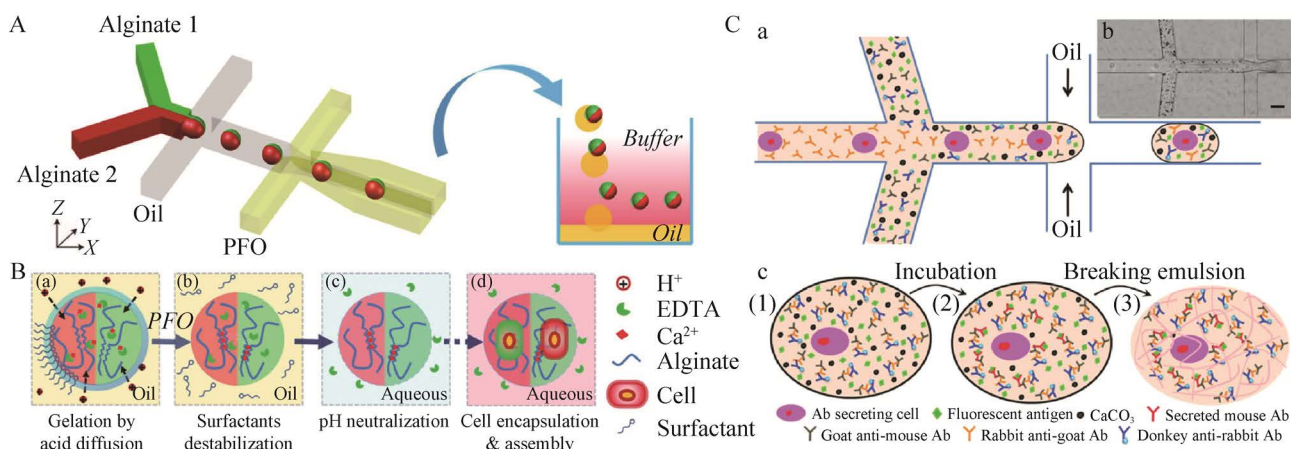 A
Alginate 1
Alginate 2
Oil
PFO
Z
Y
X
Buffer
Oil
B
(a)
Oil
PFO
(b)
Oil
(c)
Aqueous
(d)
Aqueous
Gelation by
acid diffusion
Surfactants
destabilization
pH neutralization
Cell encapsulation
& assembly
H⁺
EDTA
Ca²⁺
Alginate
Cell
Surfactant
C
a
Oil
Oil
b
c
(1)
Incubation
(2)
Breaking emulsion
(3)
Ab secreting cell
Fluorescent antigen
CaCO₃
Secreted mouse Ab
Goat anti-mouse Ab
Rabbit anti-goat Ab
Donkey anti-rabbit Ab